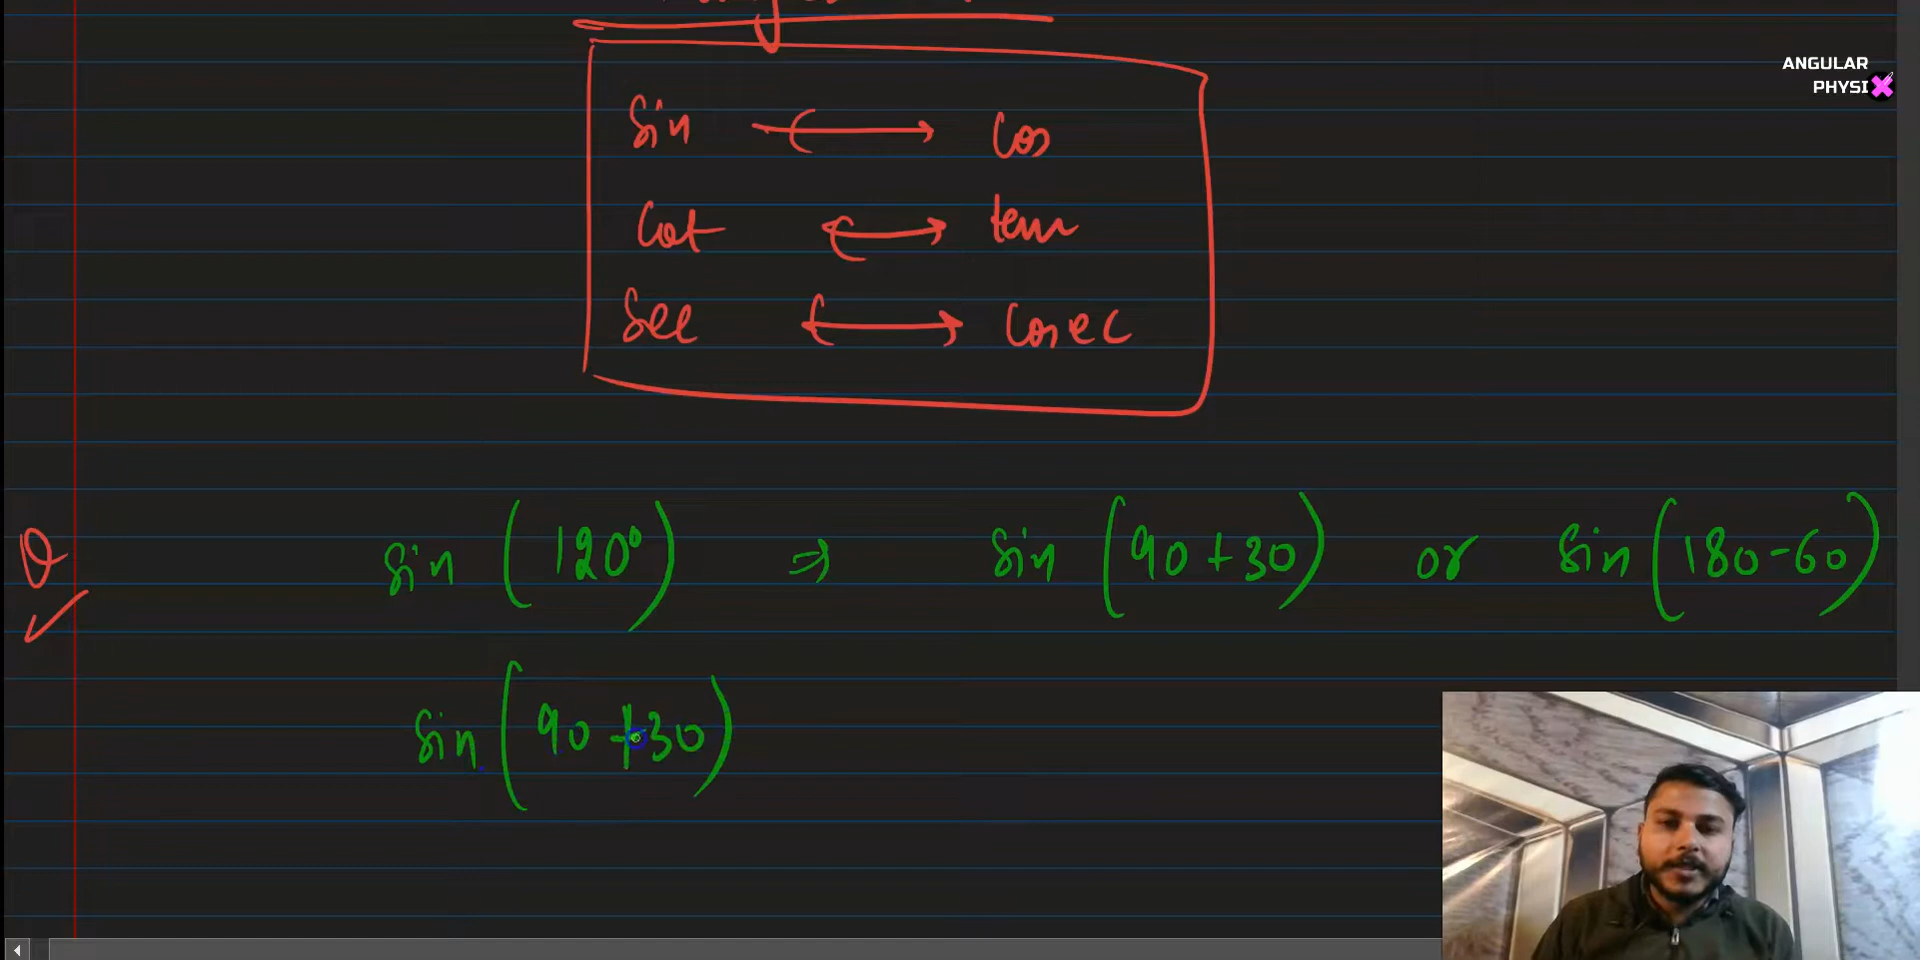 ANGULAR
PHYSI
Sin ↔ Cos
Cot ↔ tan
Sec ↔ Cosec
Q sin (120°) ⇒ sin (90+30) or sin (180-60)
sin (90+30)